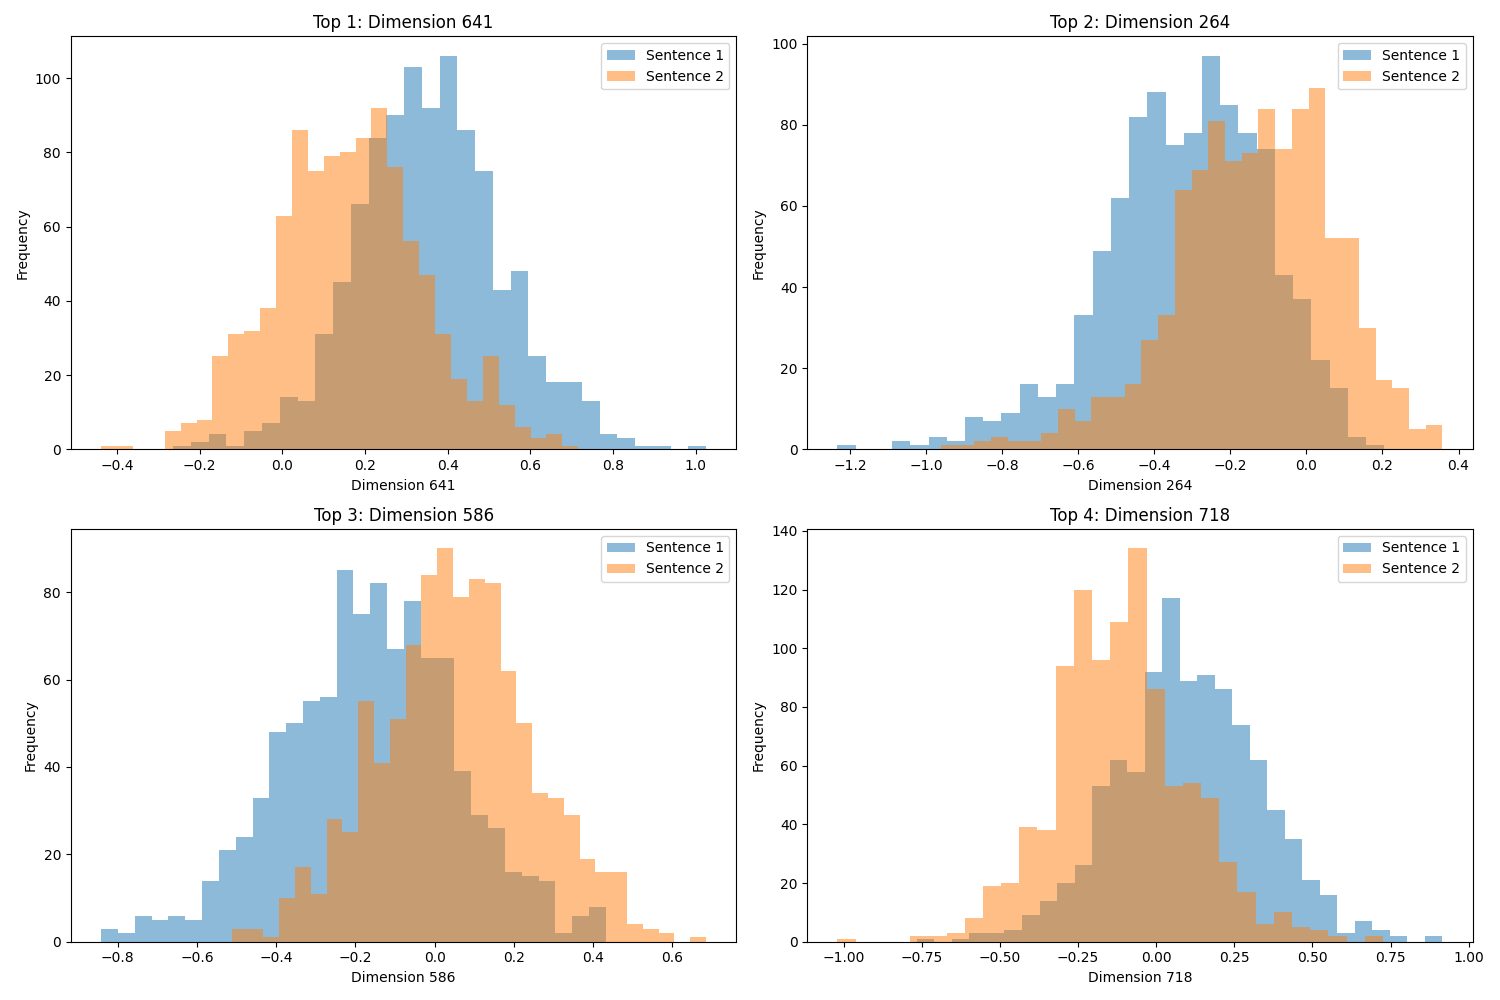 Top 1: Dimension 641
Sentence 1
Sentence 2
Frequency
0
20
40
60
80
100
−0.4 −0.2 0.0 0.2 0.4 0.6 0.8 1.0
Dimension 641
Top 2: Dimension 264
Sentence 1
Sentence 2
Frequency
0
20
40
60
80
100
−1.2 −1.0 −0.8 −0.6 −0.4 −0.2 0.0 0.2 0.4
Dimension 264
Top 3: Dimension 586
Sentence 1
Sentence 2
Frequency
0
20
40
60
80
−0.8 −0.6 −0.4 −0.2 0.0 0.2 0.4 0.6
Dimension 586
Top 4: Dimension 718
Sentence 1
Sentence 2
Frequency
0
20
40
60
80
100
120
140
−1.00 −0.75 −0.50 −0.25 0.00 0.25 0.50 0.75 1.00
Dimension 718